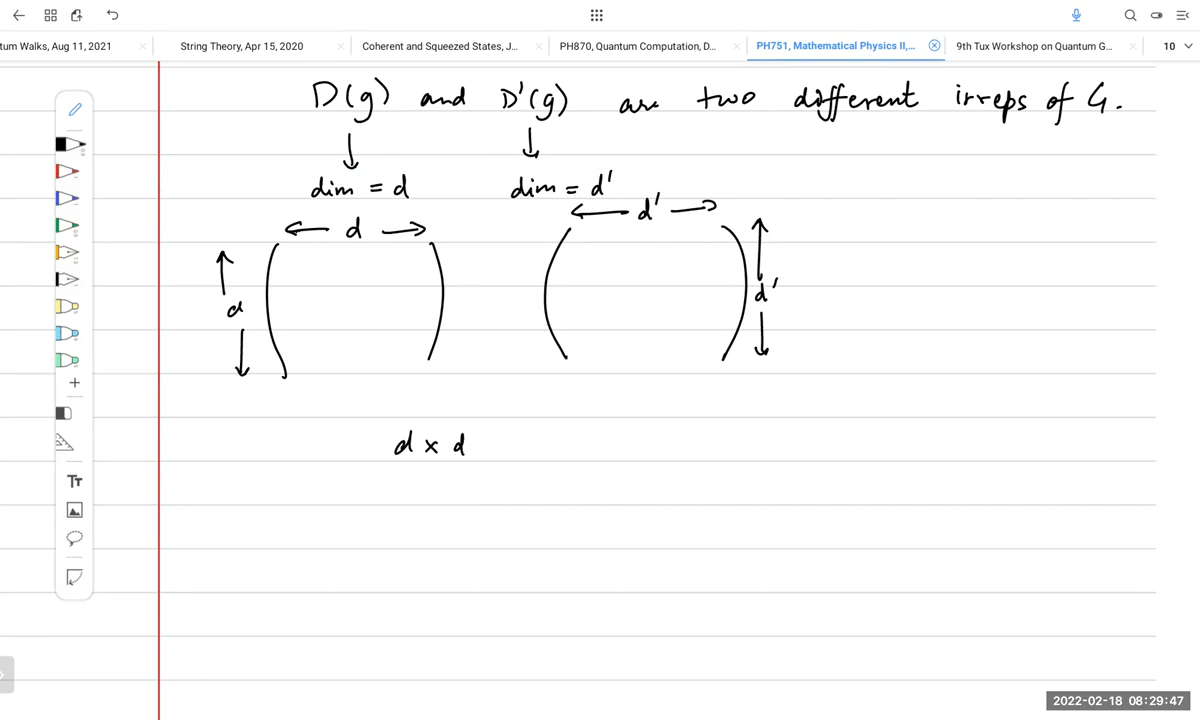 tum Walks, Aug 11, 2021 String Theory, Apr 15, 2020 Coherent and Squeezed States, J... PH870, Quantum Computation, D... PH751, Mathematical Physics II,... 9th Tux Workshop on Quantum G... 10
D(g) and D'(g) are two different irreps of G.
↓ ↓
dim = d dim = d'
← d → ← d' →
↑ d ↓ ( ) ( ) ↑ d' ↓
d × d
TT
2022-02-18 08:29:47